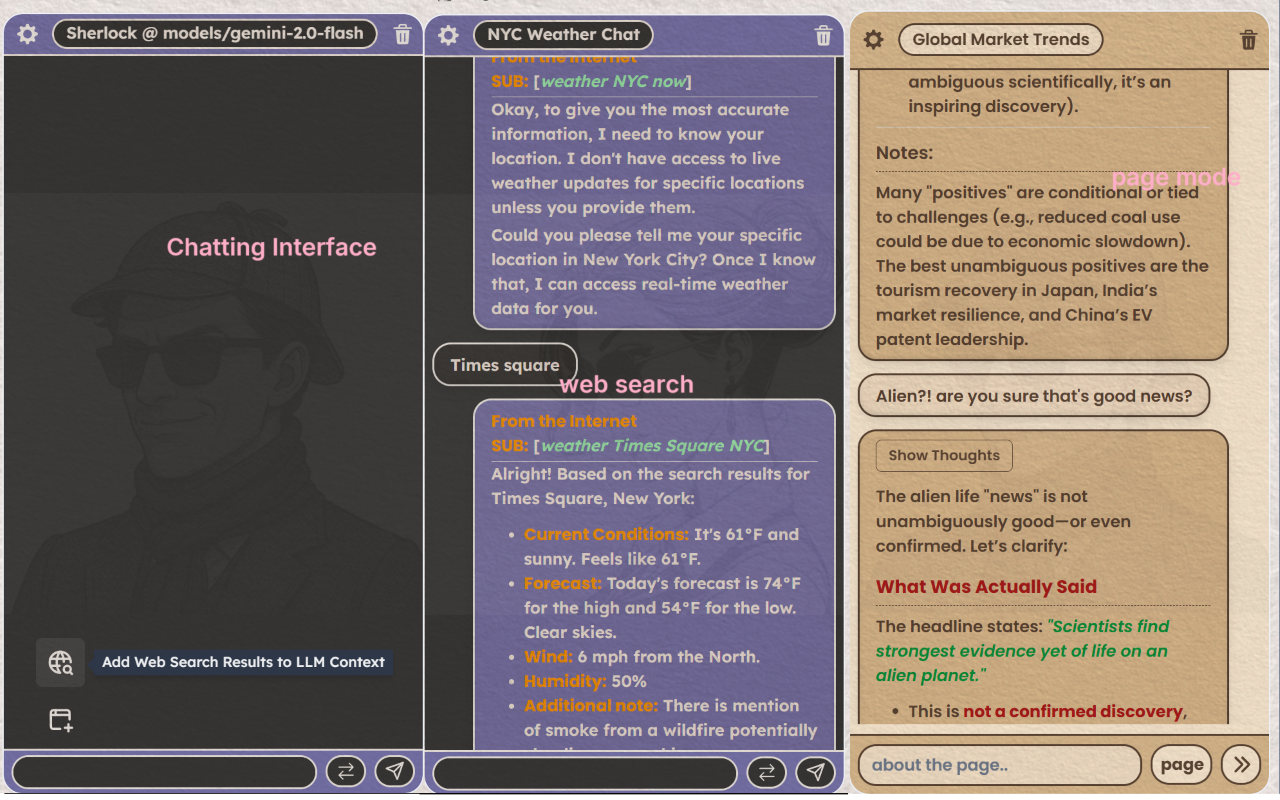 Sherlock @ models/gemini-2.0-flash
Chatting Interface
Add Web Search Results to LLM Context
NYC Weather Chat
From the Internet
SUB: [weather NYC now]
Okay, to give you the most accurate
information, I need to know your
location. I don't have access to live
weather updates for specific locations
unless you provide them.
Could you please tell me your specific
location in New York City? Once I know
that, I can access real-time weather
data for you.
Times square
web search
From the Internet
SUB: [weather Times Square NYC]
Alright! Based on the search results for
Times Square, New York:
• Current Conditions: It's 61°F and
sunny. Feels like 61°F.
• Forecast: Today's forecast is 74°F
for the high and 54°F for the low.
Clear skies.
• Wind: 6 mph from the North.
• Humidity: 50%
• Additional note: There is mention
of smoke from a wildfire potentially
Global Market Trends
ambiguous scientifically, it's an
inspiring discovery).
Notes:
page mode
Many "positives" are conditional or tied
to challenges (e.g., reduced coal use
could be due to economic slowdown).
The best unambiguous positives are the
tourism recovery in Japan, India's
market resilience, and China's EV
patent leadership.
Alien?! are you sure that's good news?
Show Thoughts
The alien life "news" is not
unambiguously good—or even
confirmed. Let's clarify:
What Was Actually Said
The headline states: "Scientists find
strongest evidence yet of life on an
alien planet."
• This is not a confirmed discovery,
about the page..
page